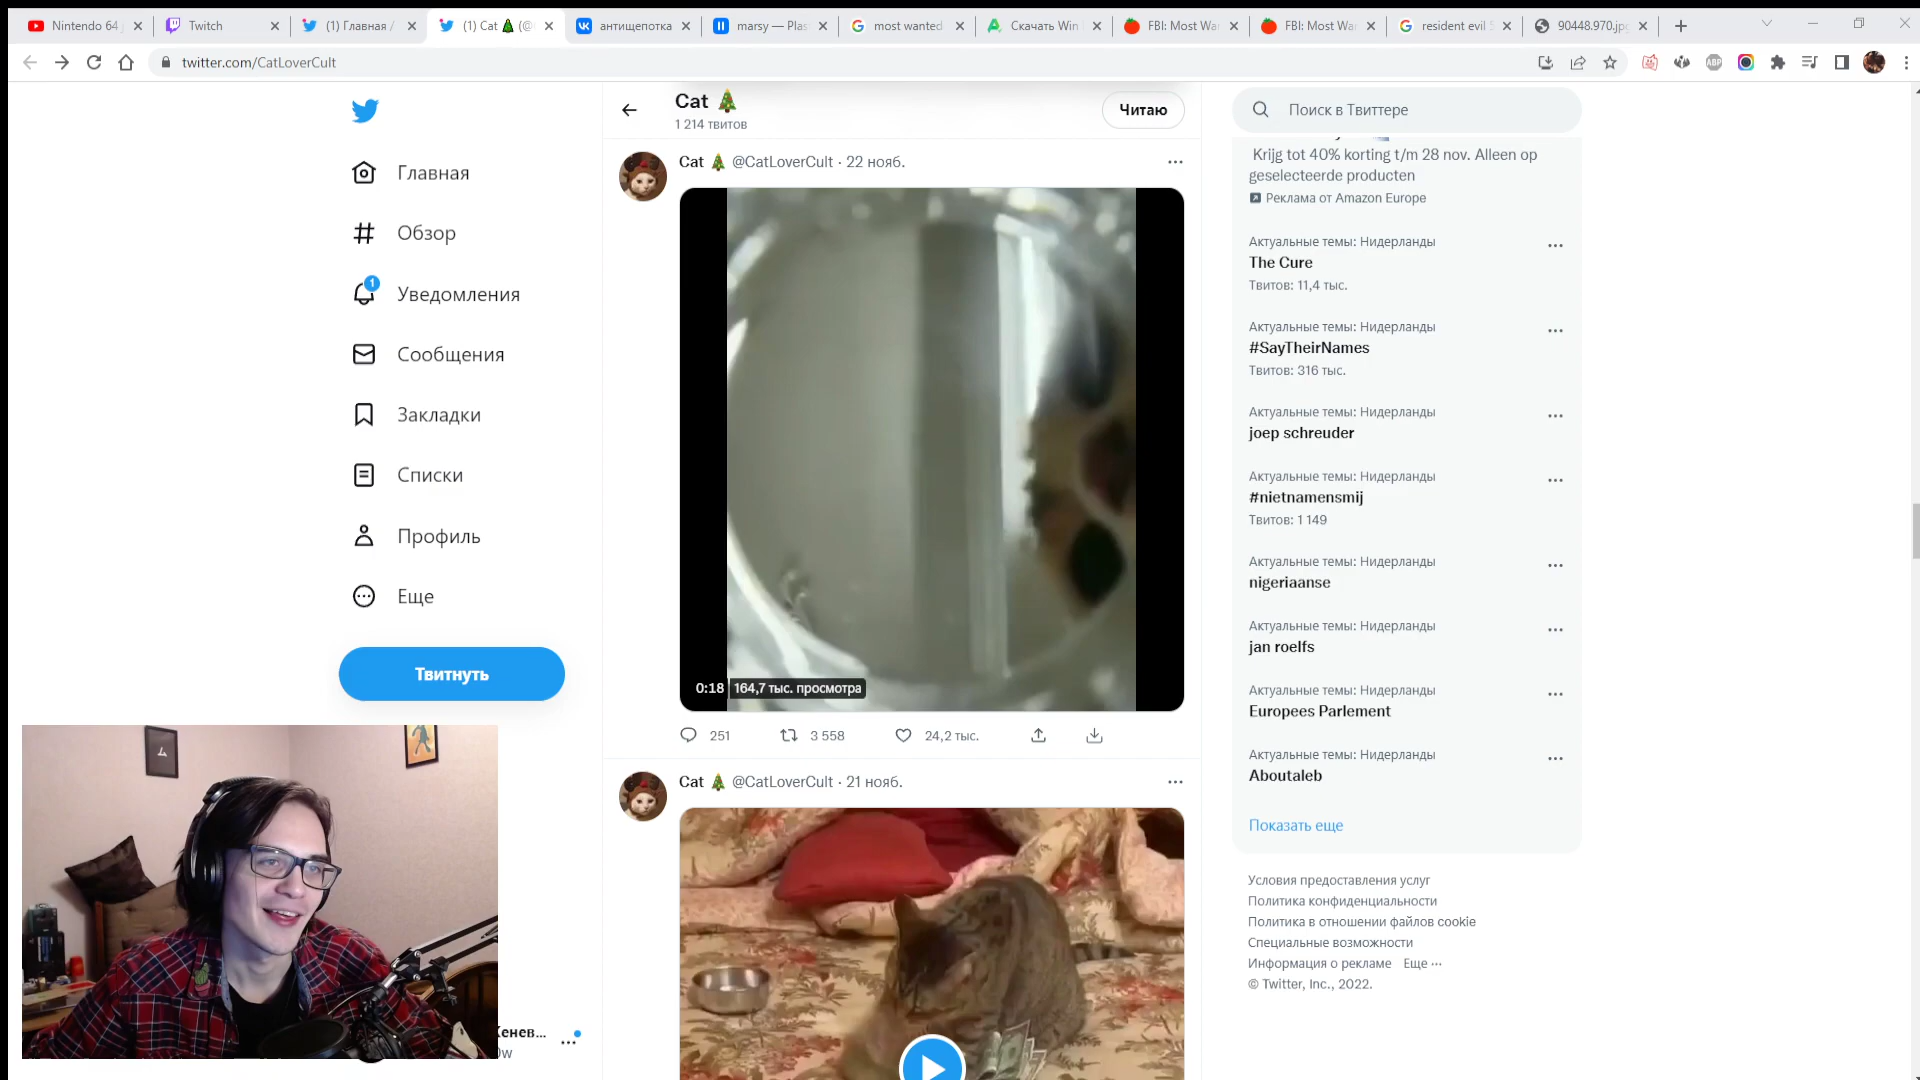 Nintendo 64
Twitch
(1) Главная /
(1) Cat 🎄 (@
антищепотка
marsy — Plas
most wanted
Скачать Win
FBI: Most Wa
FBI: Most Wa
resident evil
90448.970.jp
twitter.com/CatLoverCult
ABP
Главная
Обзор
1
Уведомления
Сообщения
Закладки
Списки
Профиль
Еще
Твитнуть
Cat 🎄
1 214 твитов
Читаю
Cat 🎄 @CatLoverCult · 22 нояб.
0:18 164,7 тыс. просмотра
251 3 558 24,2 тыс.
Cat 🎄 @CatLoverCult · 21 нояб.
Поиск в Твиттере
Krijg tot 40% korting t/m 28 nov. Alleen op
geselecteerde producten
Реклама от Amazon Europe
Актуальные темы: Нидерланды
The Cure
Твитов: 11,4 тыс.
Актуальные темы: Нидерланды
#SayTheirNames
Твитов: 316 тыс.
Актуальные темы: Нидерланды
joep schreuder
Актуальные темы: Нидерланды
#nietnamensmij
Твитов: 1 149
Актуальные темы: Нидерланды
nigeriaanse
Актуальные темы: Нидерланды
jan roelfs
Актуальные темы: Нидерланды
Europees Parlement
Актуальные темы: Нидерланды
Aboutaleb
Показать еще
Условия предоставления услуг
Политика конфиденциальности
Политика в отношении файлов cookie
Специальные возможности
Информация о рекламе Еще ···
© Twitter, Inc., 2022.